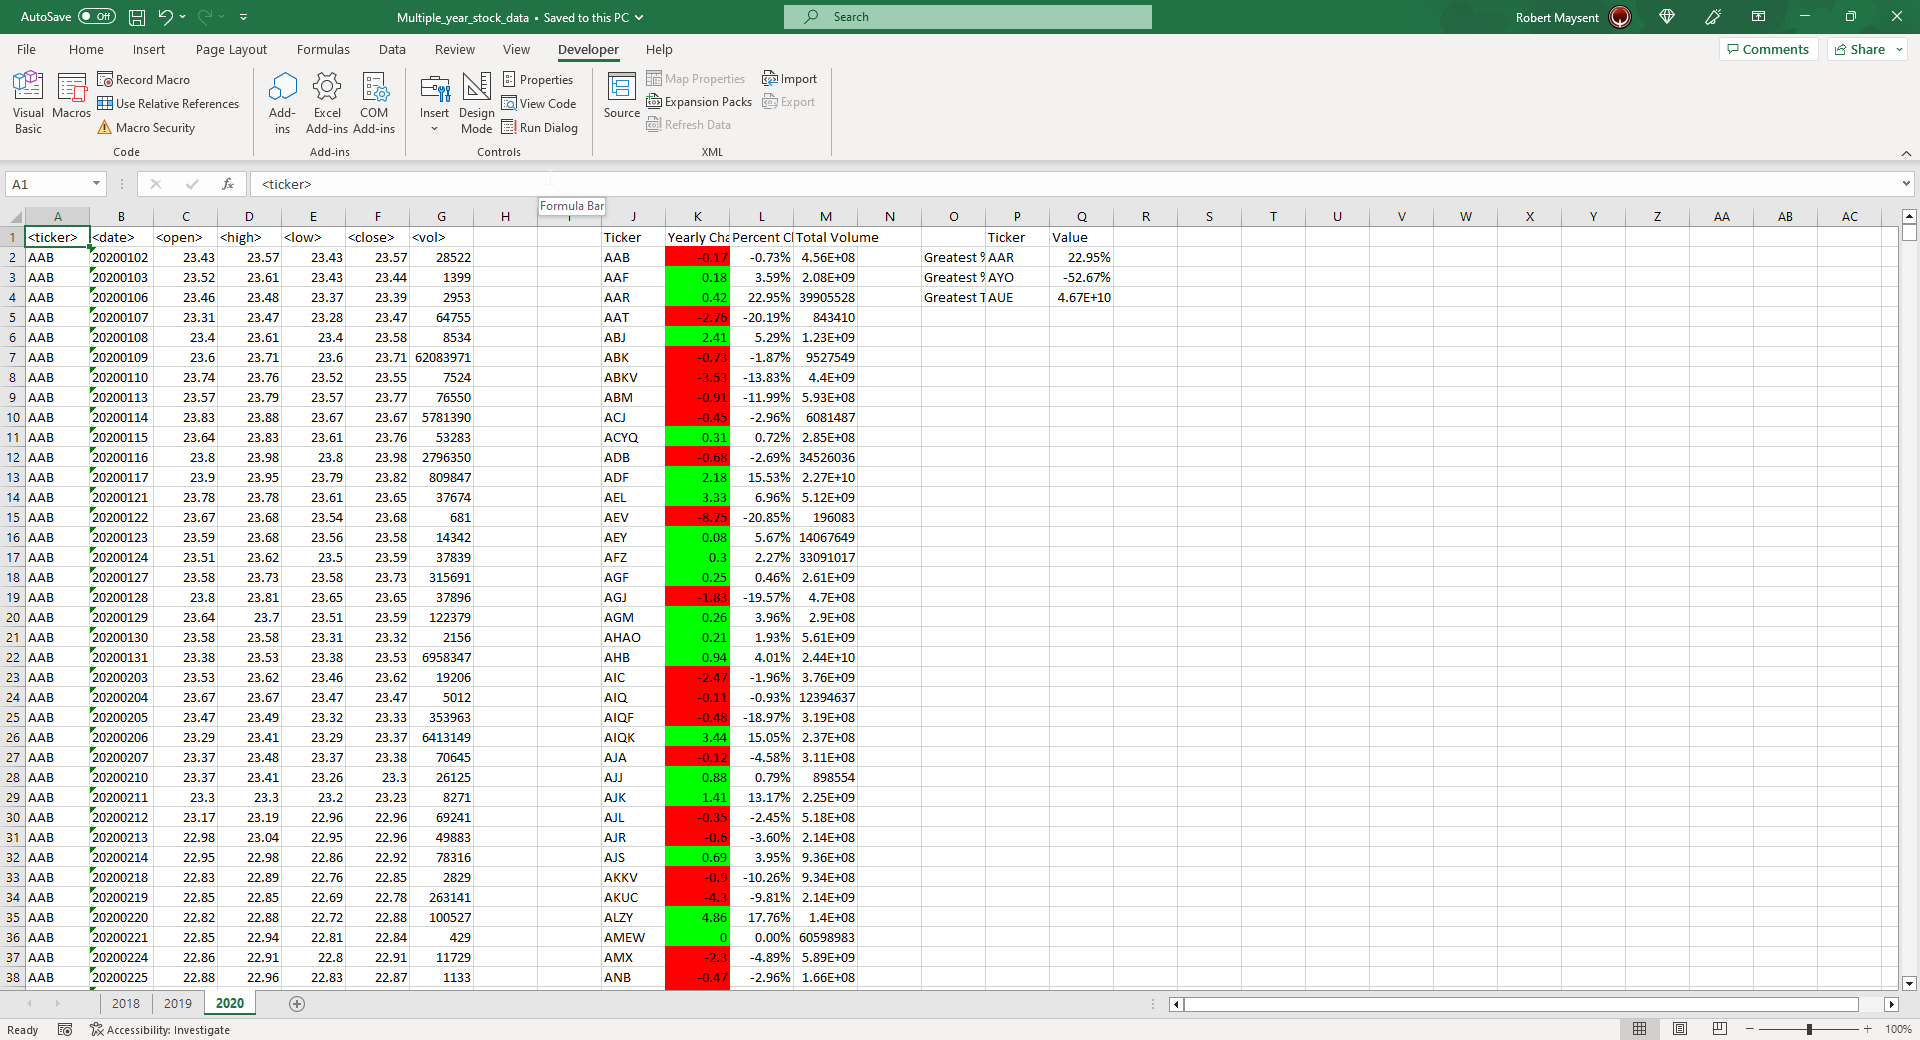 AutoSave Off Multiple_year_stock_data • Saved to this PC Search Robert Maysent
File Home Insert Page Layout Formulas Data Review View Developer Help Comments Share
Visual Basic Macros Record Macro Use Relative References Macro Security Code
Add-ins Excel Add-ins COM Add-ins Add-ins
Insert Design Mode Properties View Code Run Dialog Controls
Source Map Properties Expansion Packs Refresh Data Import Export XML
A1 fx <ticker>
Formula Bar
A B C D E F G H I J K L M N O P Q R S T U V W X Y Z AA AB AC
1 <ticker> <date> <open> <high> <low> <close> <vol> Ticker Yearly Cha Percent Cl Total Volume Ticker Value
2 AAB 20200102 23.43 23.57 23.43 23.57 28522 AAB -0.17 -0.73% 4.56E+08 Greatest % AAR 22.95%
3 AAB 20200103 23.52 23.61 23.43 23.44 1399 AAF 0.18 3.59% 2.08E+09 Greatest % AYO -52.67%
4 AAB 20200106 23.46 23.48 23.37 23.39 2953 AAR 0.42 22.95% 39905528 Greatest T AUE 4.67E+10
5 AAB 20200107 23.31 23.47 23.28 23.47 64755 AAT -2.76 -20.19% 843410
6 AAB 20200108 23.4 23.61 23.4 23.58 8534 ABJ 2.41 5.29% 1.23E+09
7 AAB 20200109 23.6 23.71 23.6 23.71 62083971 ABK -0.73 -1.87% 9527549
8 AAB 20200110 23.74 23.76 23.52 23.55 7524 ABKV -3.53 -13.83% 4.4E+09
9 AAB 20200113 23.57 23.79 23.57 23.77 76550 ABM -0.91 -11.99% 5.93E+08
10 AAB 20200114 23.83 23.88 23.67 23.67 5781390 ACJ -0.45 -2.96% 6081487
11 AAB 20200115 23.64 23.83 23.61 23.76 53283 ACYQ 0.31 0.72% 2.85E+08
12 AAB 20200116 23.8 23.98 23.8 23.98 2796350 ADB -0.68 -2.69% 34526036
13 AAB 20200117 23.9 23.95 23.79 23.82 809847 ADF 2.18 15.53% 2.27E+10
14 AAB 20200121 23.78 23.78 23.61 23.65 37674 AEL 3.33 6.96% 5.12E+09
15 AAB 20200122 23.67 23.68 23.54 23.68 681 AEV -8.75 -20.85% 196083
16 AAB 20200123 23.59 23.68 23.56 23.58 14342 AEY 0.08 5.67% 14067649
17 AAB 20200124 23.51 23.62 23.5 23.59 37839 AFZ 0.3 2.27% 33091017
18 AAB 20200127 23.58 23.73 23.58 23.73 315691 AGF 0.25 0.46% 2.61E+09
19 AAB 20200128 23.8 23.81 23.65 23.65 37896 AGJ -1.83 -19.57% 4.7E+08
20 AAB 20200129 23.64 23.7 23.51 23.59 122379 AGM 0.26 3.96% 2.9E+08
21 AAB 20200130 23.58 23.58 23.31 23.32 2156 AHAO 0.21 1.93% 5.61E+09
22 AAB 20200131 23.38 23.53 23.38 23.53 6958347 AHB 0.94 4.01% 2.44E+10
23 AAB 20200203 23.53 23.62 23.46 23.62 19206 AIC -2.47 -1.96% 3.76E+09
24 AAB 20200204 23.67 23.67 23.47 23.47 5012 AIQ -0.11 -0.93% 12394637
25 AAB 20200205 23.47 23.49 23.32 23.33 353963 AIQF -0.48 -18.97% 3.19E+08
26 AAB 20200206 23.29 23.41 23.29 23.37 6413149 AIQK 3.44 15.05% 2.37E+08
27 AAB 20200207 23.37 23.48 23.37 23.38 70645 AJA -0.12 -4.58% 3.11E+08
28 AAB 20200210 23.37 23.41 23.26 23.3 26125 AJJ 0.88 0.79% 898554
29 AAB 20200211 23.3 23.3 23.2 23.23 8271 AJK 1.41 13.17% 2.25E+09
30 AAB 20200212 23.17 23.19 22.96 22.96 69241 AJL -0.35 -2.45% 5.18E+08
31 AAB 20200213 22.98 23.04 22.95 22.96 49883 AJR -0.6 -3.60% 2.14E+08
32 AAB 20200214 22.95 22.98 22.86 22.92 78316 AJS 0.69 3.95% 9.36E+08
33 AAB 20200218 22.83 22.89 22.76 22.85 2829 AKKV -0.9 -10.26% 9.34E+08
34 AAB 20200219 22.85 22.85 22.69 22.78 263141 AKUC -4.3 -9.81% 2.14E+09
35 AAB 20200220 22.82 22.88 22.72 22.88 100527 ALZY 4.86 17.76% 1.4E+08
36 AAB 20200221 22.85 22.94 22.81 22.84 429 AMEW 0 0.00% 60598983
37 AAB 20200224 22.86 22.91 22.8 22.91 11729 AMX -2.3 -4.89% 5.89E+09
38 AAB 20200225 22.88 22.96 22.83 22.87 1133 ANB -0.47 -2.96% 1.66E+08
2018 2019 2020
Ready Accessibility: Investigate 100%